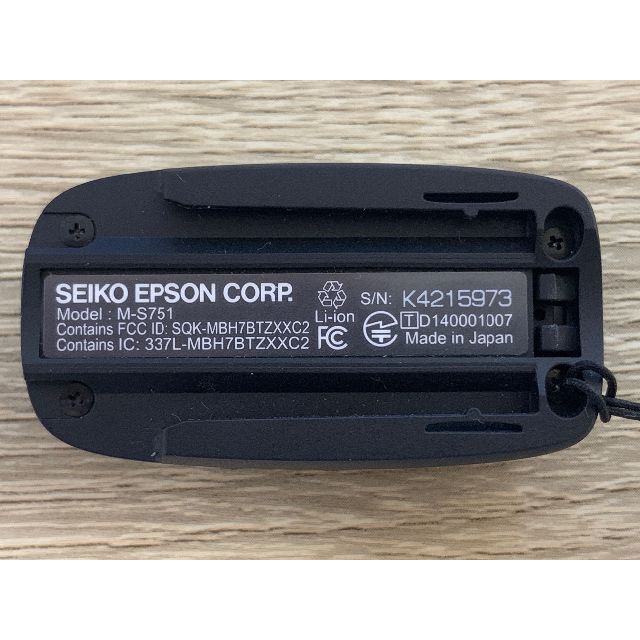 SEIKO EPSON CORP.
Model : M-S751
Contains FCC ID: SQK-MBH7BTZXXC2
Contains IC: 337L-MBH7BTZXXC2
Li-ion
FC
S/N: K4215973
T D140001007
Made in Japan